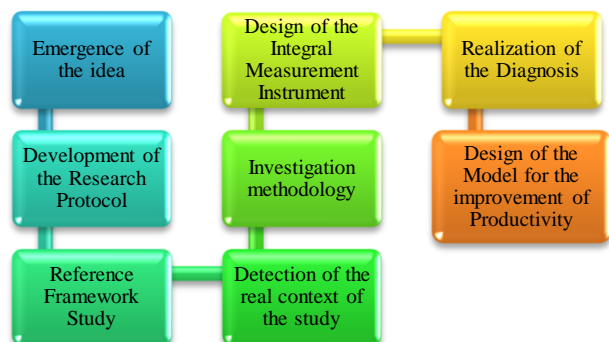 Emergence of
the idea
Development of
the Research
Protocol
Reference
Framework
Study
Detection of the
real context of
the study
Investigation
methodology
Design of the
Integral
Measurement
Instrument
Realization of
the Diagnosis
Design of the
Model for the
improvement of
Productivity